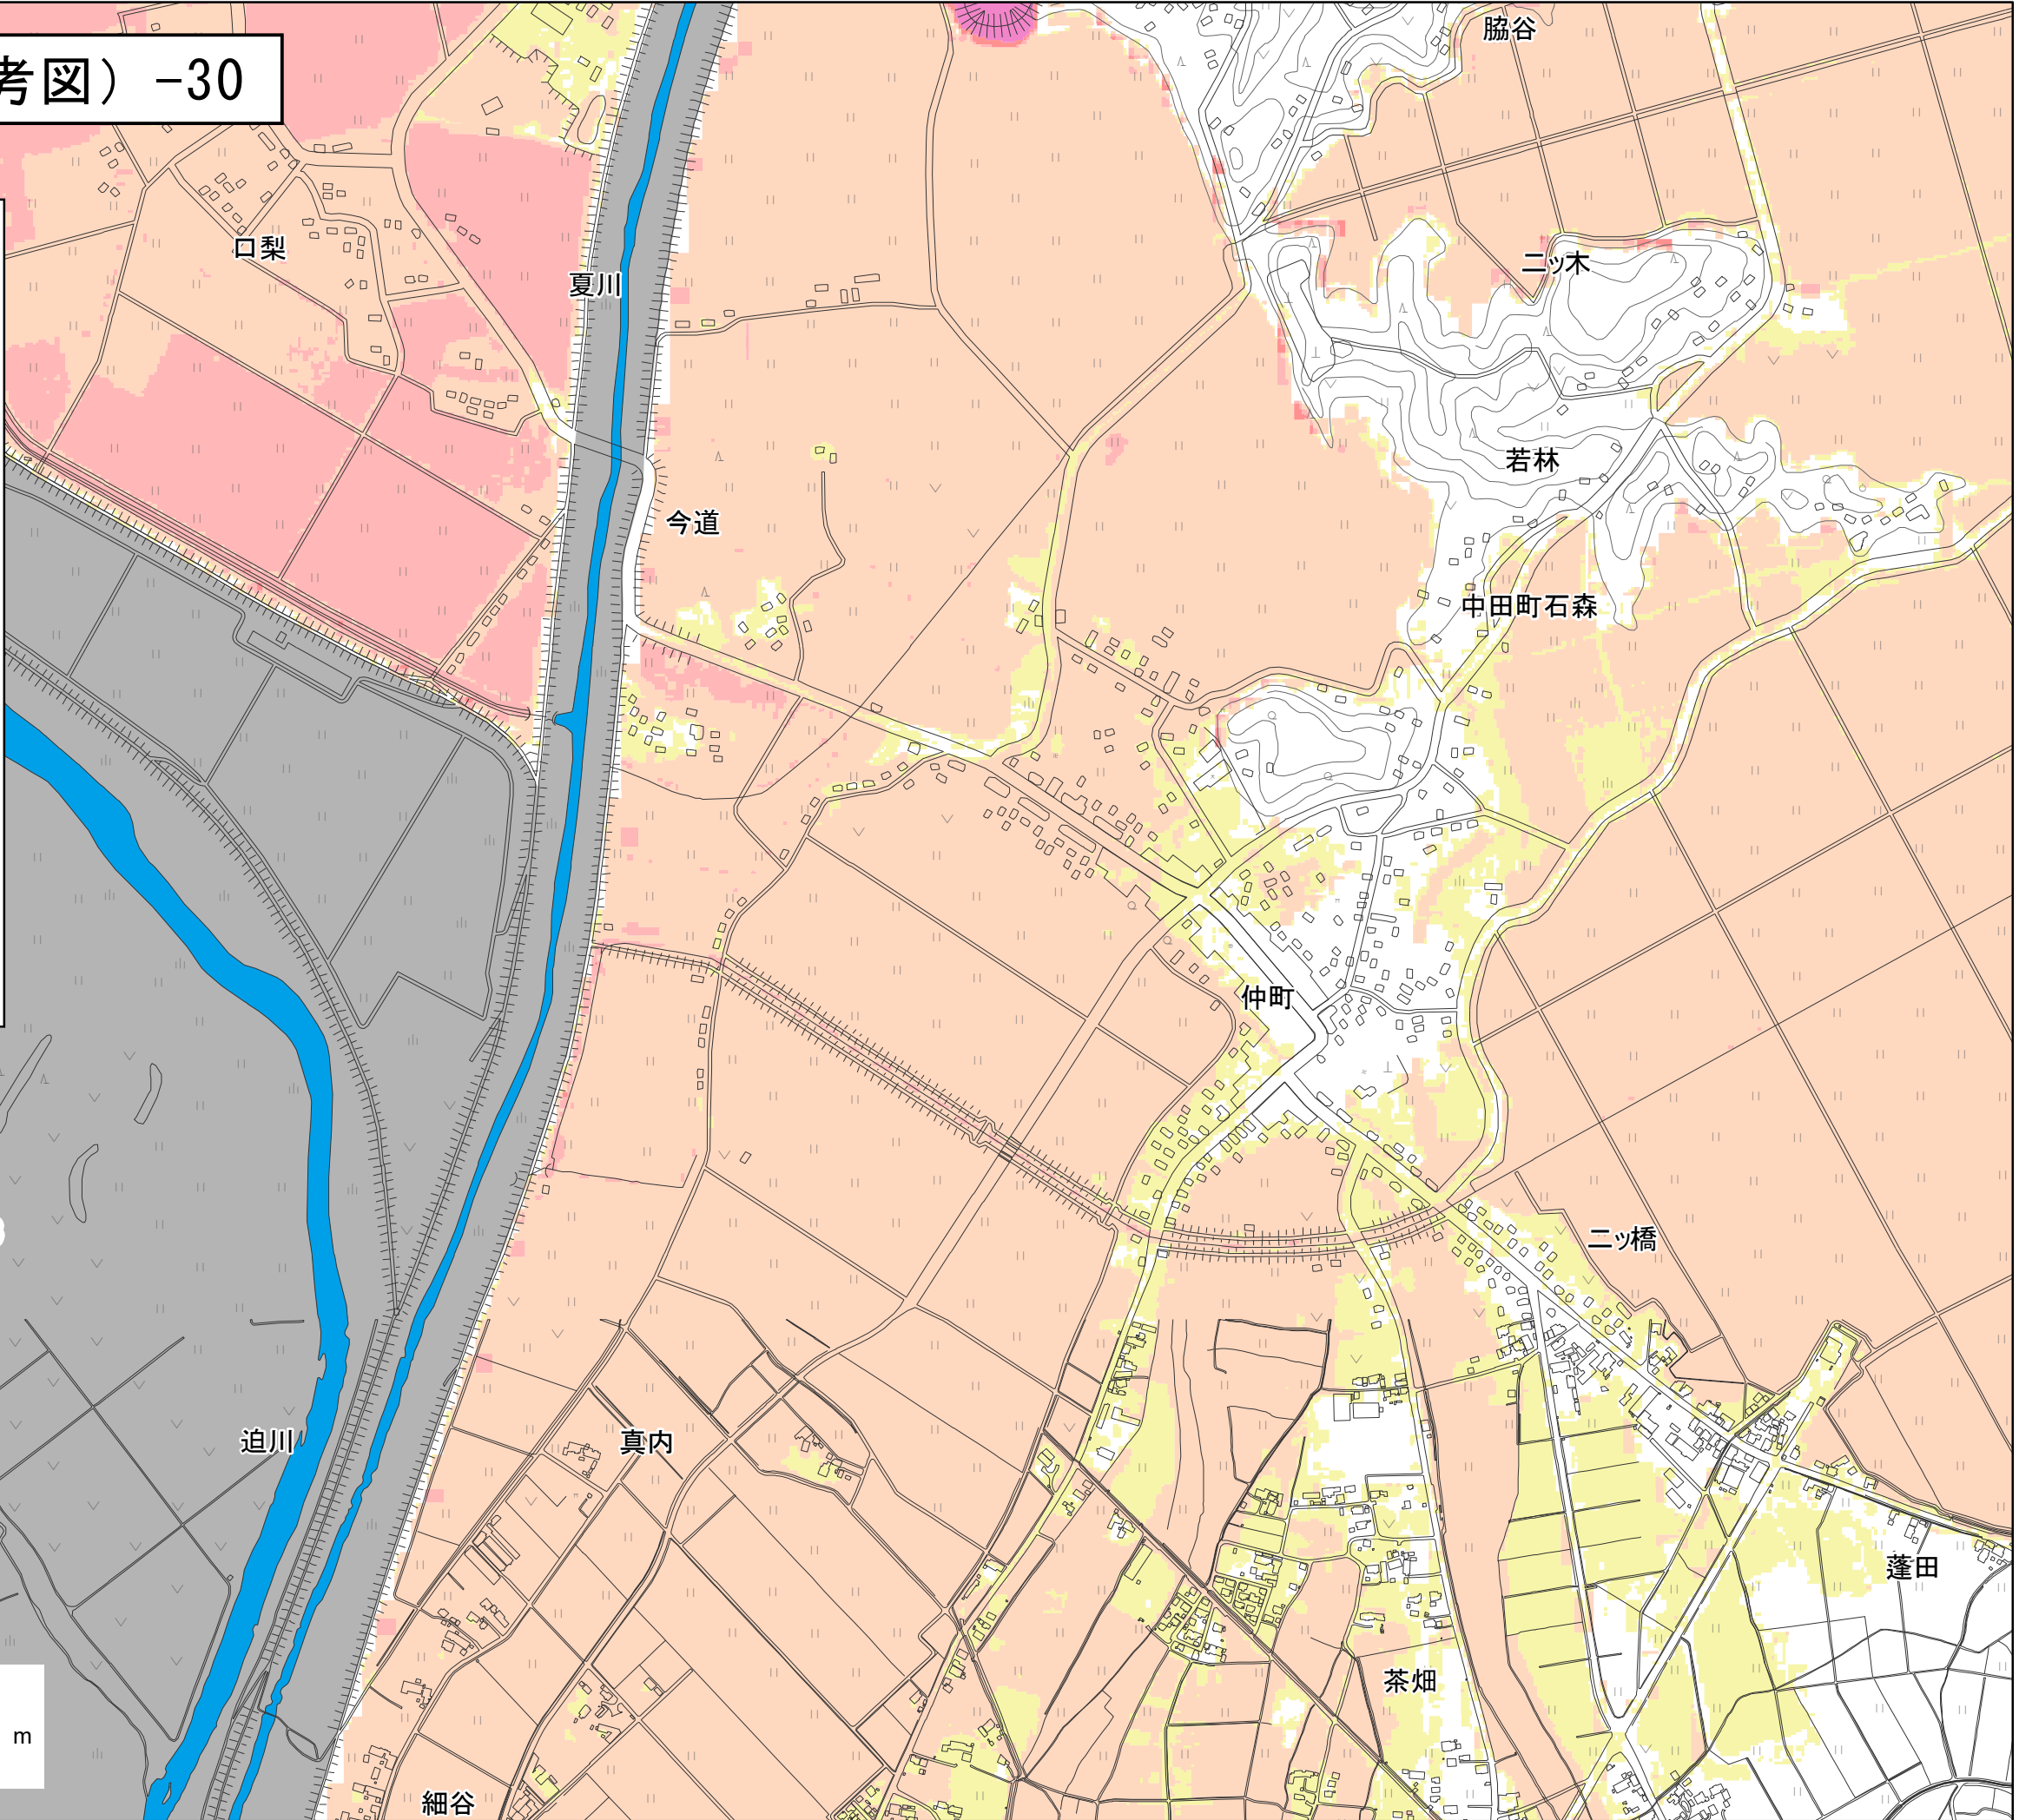 考図）-30
脇谷
口梨
二ッ木
夏川
若林
今道
中田町石森
仲町
二ッ橋
迫川
真内
蓬田
茶畑
m
細谷